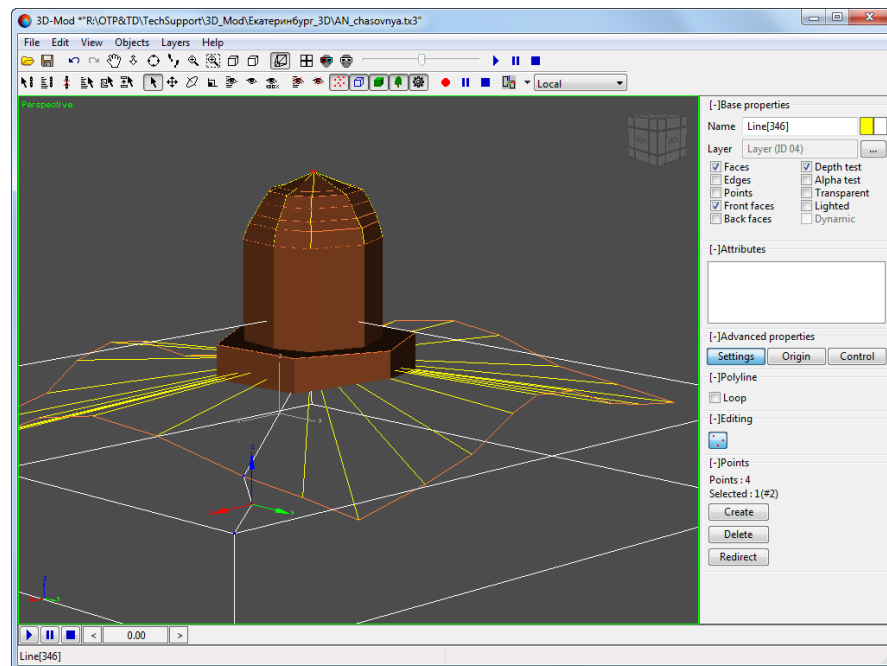 3D-Mod *"R:\OTP&TD\TechSupport\3D_Mod\Екатеринбург_3D\AN_chasovnya.tx3"
File Edit View Objects Layers Help
100%
Local
Perspective
[-]Base properties
Name Line[346]
Layer Layer (ID 04) ...
Faces Depth test
Edges Alpha test
Points Transparent
Front faces Lighted
Back faces Dynamic
[-]Attributes
[-]Advanced properties
Settings Origin Control
[-]Polyline
Loop
[-]Editing
[-]Points
Points : 4
Selected : 1(#2)
Create
Delete
Redirect
< 0.00 >
Line[346]